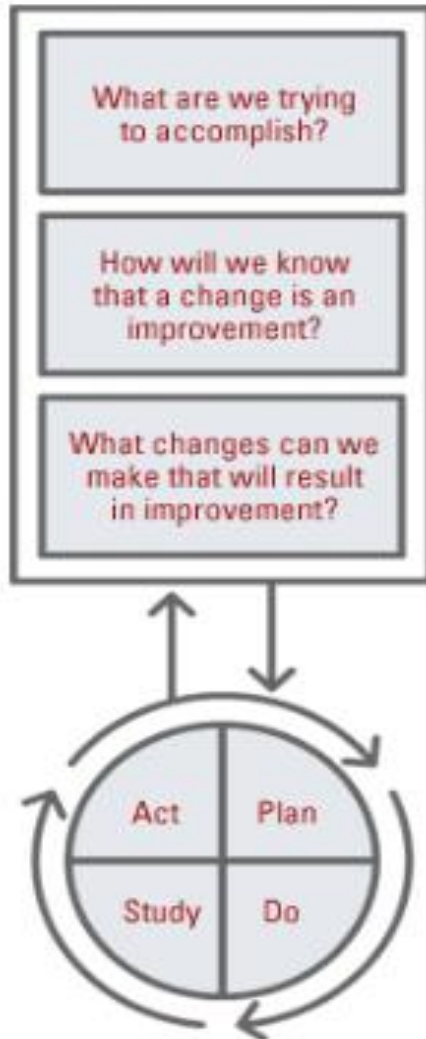 What are we trying
to accomplish?
How will we know
that a change is an
improvement?
What changes can we
make that will result
in improvement?
Act
Plan
Study
Do